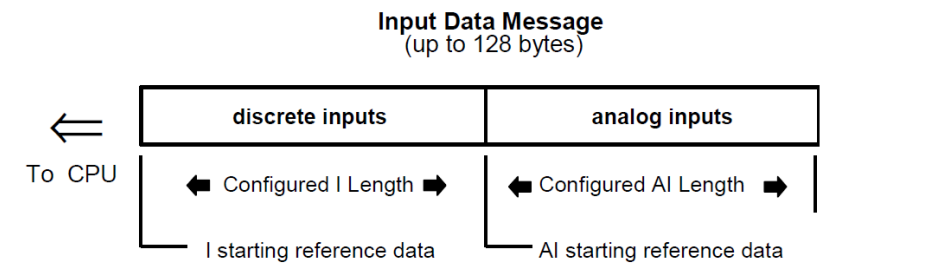 Input Data Message
(up to 128 bytes)
discrete inputs analog inputs
To CPU
Configured I Length Configured AI Length
I starting reference data AI starting reference data